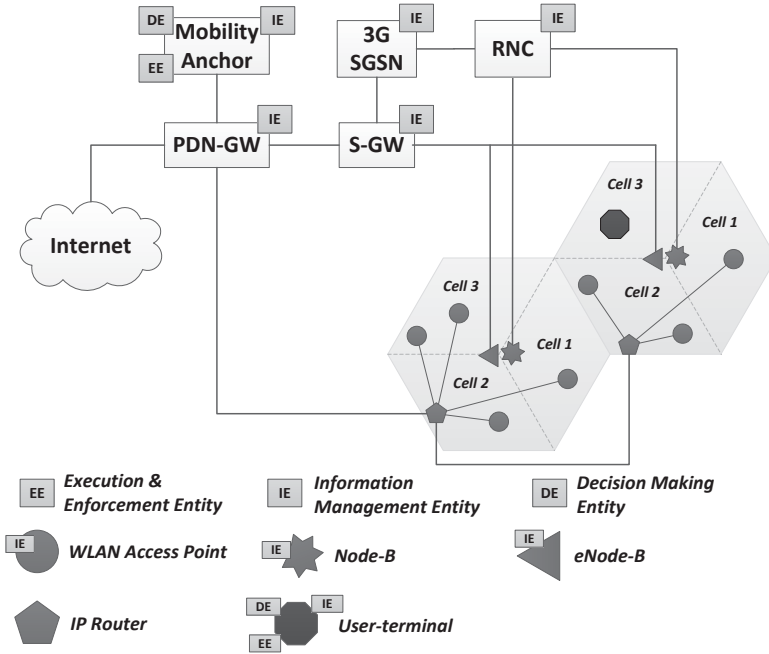 DE
IE
Mobility
Anchor
EE
3G
SGSN
IE
RNC
IE
PDN-GW
IE
S-GW
IE
Internet
Cell 3
Cell 1
Cell 2
Cell 3
Cell 1
Cell 2
EE
Execution &
Enforcement Entity
IE
Information
Management Entity
DE
Decision Making
Entity
IE
WLAN Access Point
IE
Node-B
IE
eNode-B
IP Router
DE
IE
EE
User-terminal